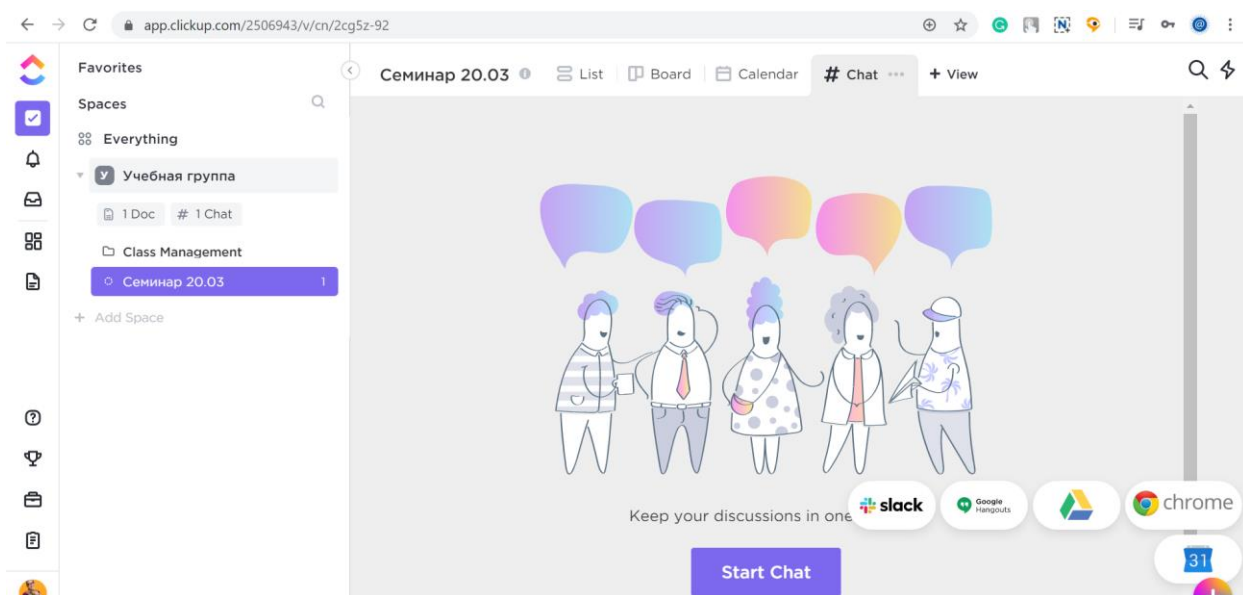 app.clickup.com/2506943/v/cn/2cg5z-92
Favorites
Spaces
Everything
У Учебная группа
1 Doc # 1 Chat
Class Management
Семинар 20.03 1
+ Add Space
Семинар 20.03 List Board Calendar # Chat + View
Keep your discussions in one
slack
Google Hangouts
chrome
31
Start Chat